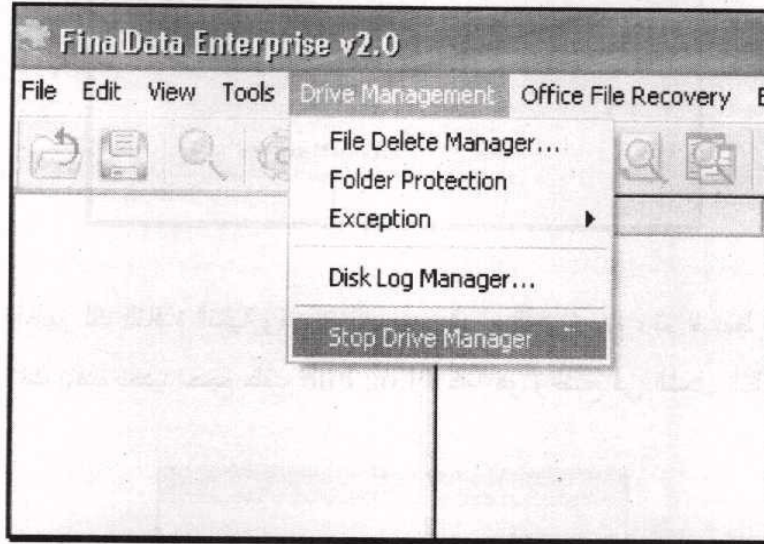 FinalData Enterprise v2.0
File Edit View Tools Drive Management Office File Recovery
File Delete Manager...
Folder Protection
Exception
Disk Log Manager...
Stop Drive Manager